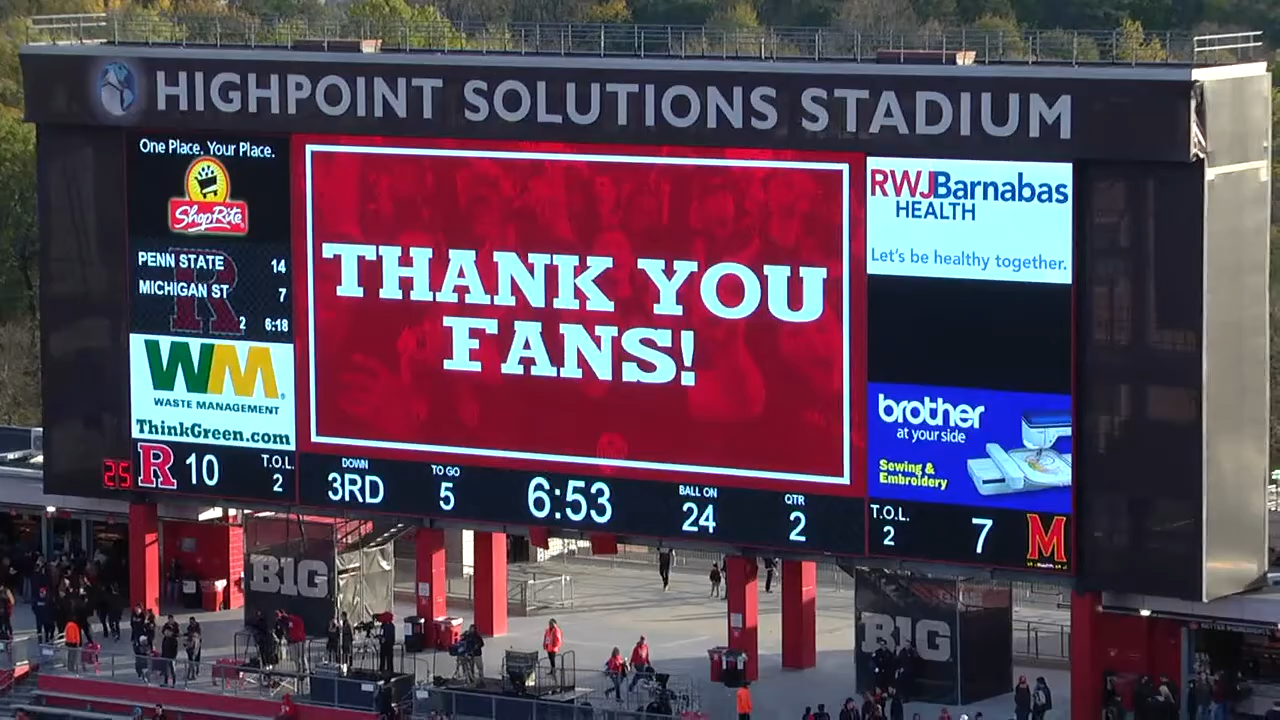 HIGHPOINT SOLUTIONS STADIUM
One Place. Your Place.
ShopRite
PENN STATE 14
MICHIGAN ST 7
2 6:18
WM
WASTE MANAGEMENT
ThinkGreen.com
THANK YOU
FANS!
RWJBarnabas
HEALTH
Let's be healthy together.
brother
at your side
Sewing &
Embroidery
25
R 10
T.O.L.
2
DOWN
3RD
TO GO
5
6:53
BALL ON
24
QTR
2
T.O.L.
2
7
M
B1G
B1G